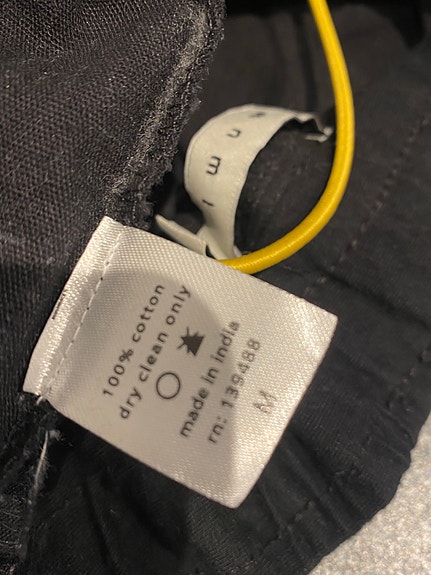 100% cotton
dry clean only
made in india
rn: 139488
M